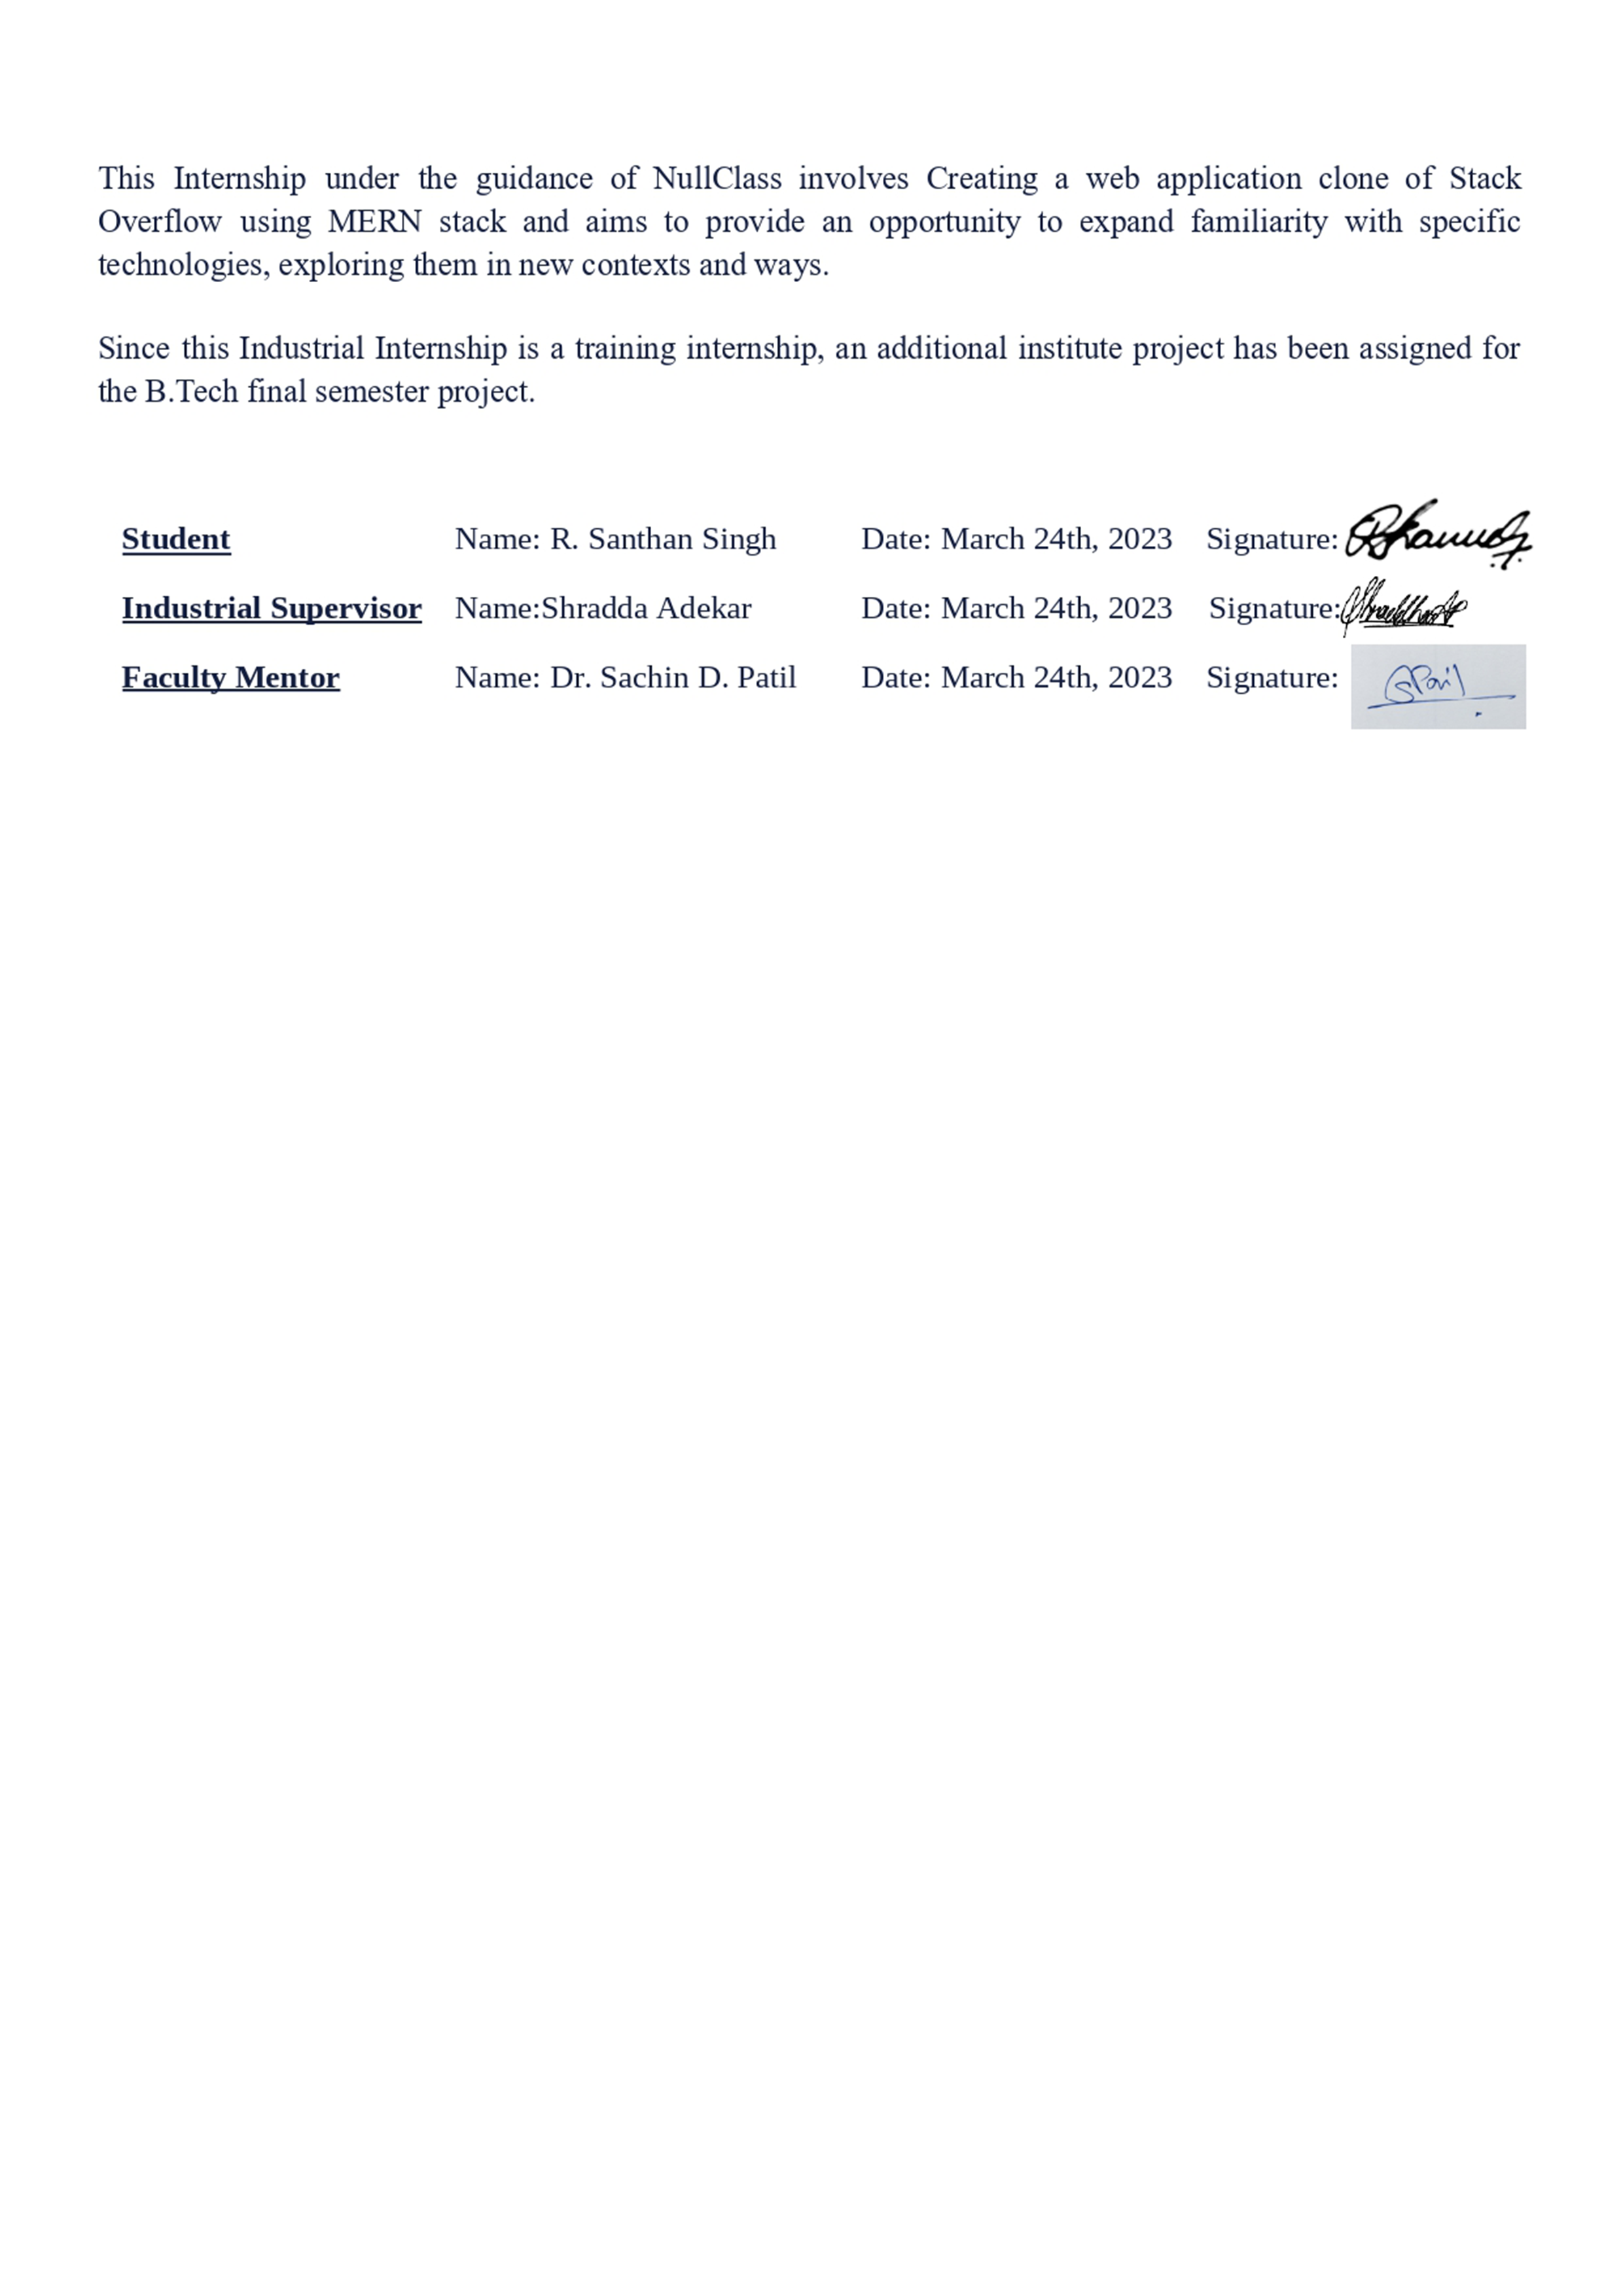 This Internship under the guidance of NullClass involves Creating a web application clone of Stack
Overflow using MERN stack and aims to provide an opportunity to expand familiarity with specific
technologies, exploring them in new contexts and ways.
Since this Industrial Internship is a training internship, an additional institute project has been assigned for
the B.Tech final semester project.
Student Name: R. Santhan Singh Date: March 24th, 2023 Signature:
Industrial Supervisor Name:Shradda Adekar Date: March 24th, 2023 Signature:
Faculty Mentor Name: Dr. Sachin D. Patil Date: March 24th, 2023 Signature: